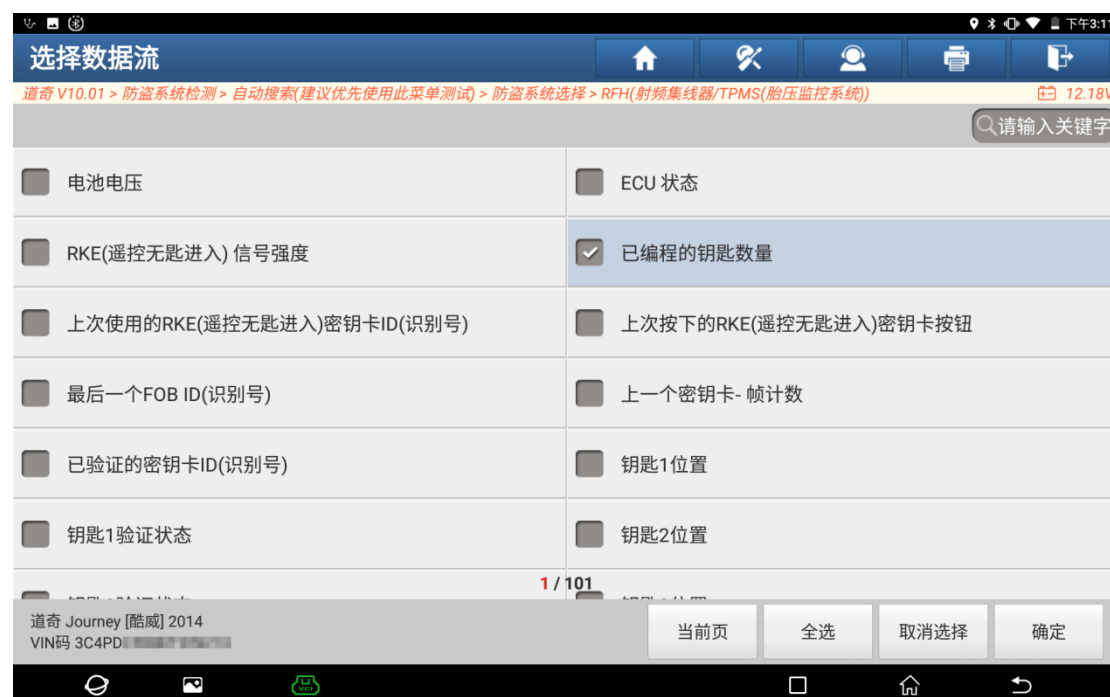 下午3:11
选择数据流
道奇 V10.01 > 防盗系统检测 > 自动搜索(建议优先使用此菜单测试) > 防盗系统选择 > RFH(射频集线器/TPMS(胎压监控系统))
12.18V
请输入关键字
电池电压
ECU 状态
RKE(遥控无匙进入) 信号强度
已编程的钥匙数量
上次使用的RKE(遥控无匙进入)密钥卡ID(识别号)
上次按下的RKE(遥控无匙进入)密钥卡按钮
最后一个FOB ID(识别号)
上一个密钥卡- 帧计数
已验证的密钥卡ID(识别号)
钥匙1位置
钥匙1验证状态
钥匙2位置
1 / 101
道奇 Journey [酷威] 2014
VIN码 3C4PD
当前页
全选
取消选择
确定
VCI